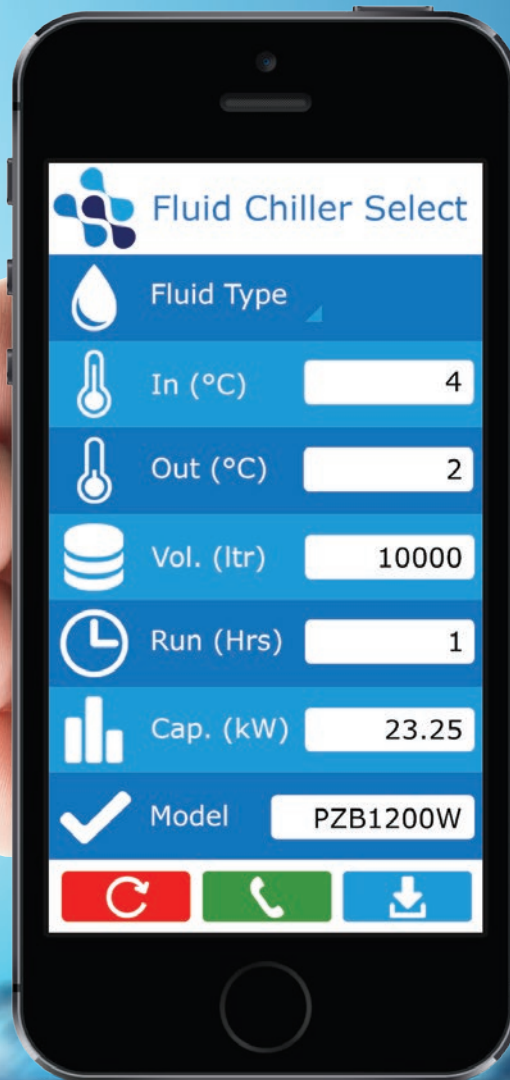 Fluid Chiller Select
Fluid Type
In (°C) 4
Out (°C) 2
Vol. (ltr) 10000
Run (Hrs) 1
Cap. (kW) 23.25
Model PZB1200W